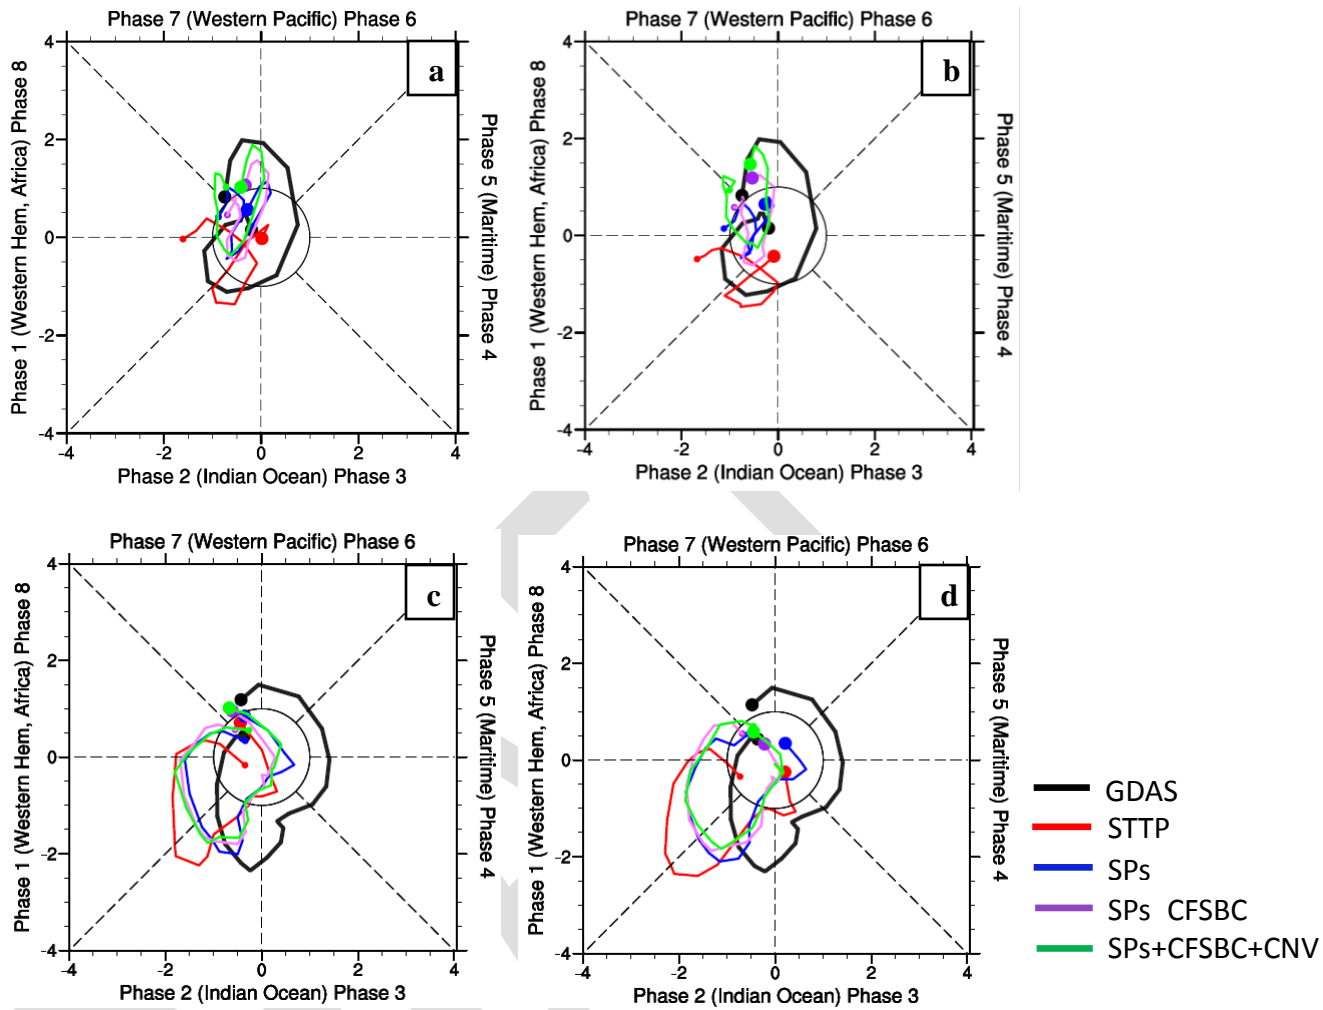 Phase 7 (Western Pacific) Phase 6
Phase 7 (Western Pacific) Phase 6
4
a
2
0
-2
-4
Phase 1 (Western Hem, Africa) Phase 8
Phase 5 (Maritime) Phase 4
-4 -2 0 2 4
Phase 2 (Indian Ocean) Phase 3
4
b
2
0
-2
-4
Phase 1 (Western Hem, Africa) Phase 8
Phase 5 (Maritime) Phase 4
-4 -2 0 2 4
Phase 2 (Indian Ocean) Phase 3
Phase 7 (Western Pacific) Phase 6
4
c
2
0
-2
-4
Phase 1 (Western Hem, Africa) Phase 8
Phase 5 (Maritime) Phase 4
-4 -2 0 2 4
Phase 2 (Indian Ocean) Phase 3
Phase 7 (Western Pacific) Phase 6
4
d
2
0
-2
-4
Phase 1 (Western Hem, Africa) Phase 8
Phase 5 (Maritime) Phase 4
-4 -2 0 2 4
Phase 2 (Indian Ocean) Phase 3
GDAS
STTP
SPs
SPs CFSBC
SPs+CFSBC+CNV